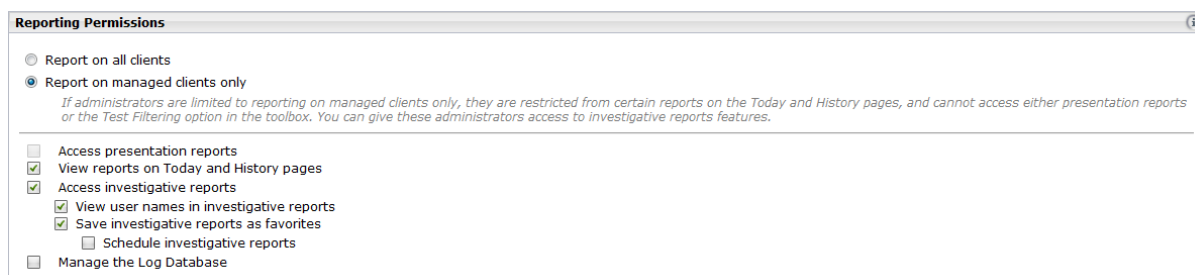 Reporting Permissions
Report on all clients
Report on managed clients only
If administrators are limited to reporting on managed clients only, they are restricted from certain reports on the Today and History pages, and cannot access either presentation reports
or the Test Filtering option in the toolbox. You can give these administrators access to investigative reports features.
Access presentation reports
View reports on Today and History pages
Access investigative reports
View user names in investigative reports
Save investigative reports as favorites
Schedule investigative reports
Manage the Log Database